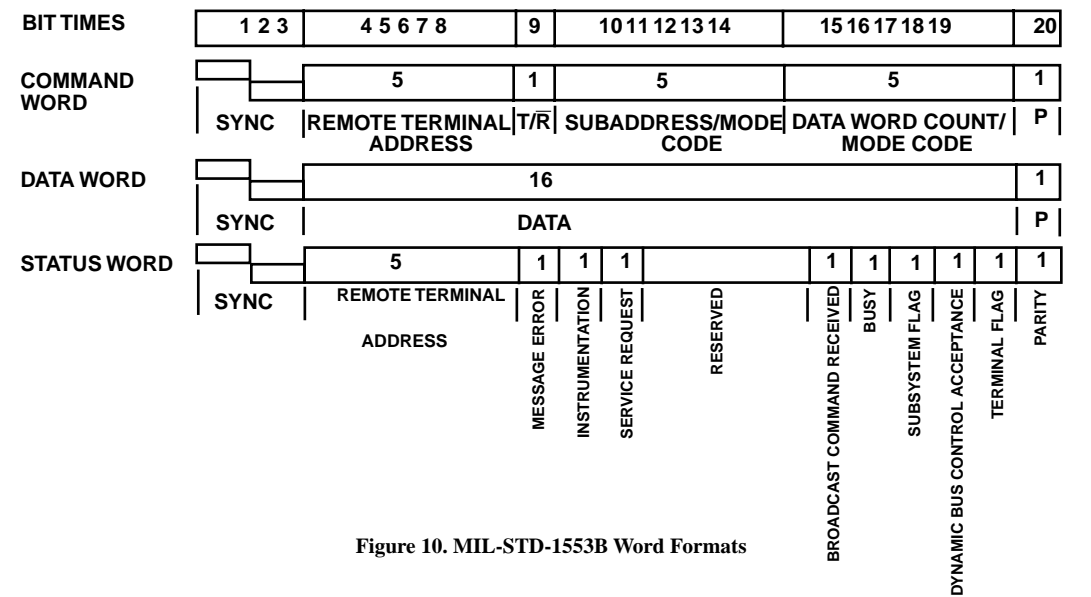 BIT TIMES 1 2 3 4 5 6 7 8 9 10 11 12 13 14 15 16 17 18 19 20
COMMAND
WORD
5 1 5 5 1
SYNC REMOTE TERMINAL
ADDRESS
T/R̅
SUBADDRESS/MODE
CODE
DATA WORD COUNT/
MODE CODE
P
DATA WORD 16 1
SYNC DATA P
STATUS WORD 5 1 1 1 1 1 1 1 1 1
SYNC REMOTE TERMINAL
ADDRESS
MESSAGE ERROR
INSTRUMENTATION
SERVICE REQUEST
RESERVED
BROADCAST COMMAND RECEIVED
BUSY
SUBSYSTEM FLAG
DYNAMIC BUS CONTROL ACCEPTANCE
TERMINAL FLAG
PARITY
Figure 10. MIL-STD-1553B Word Formats